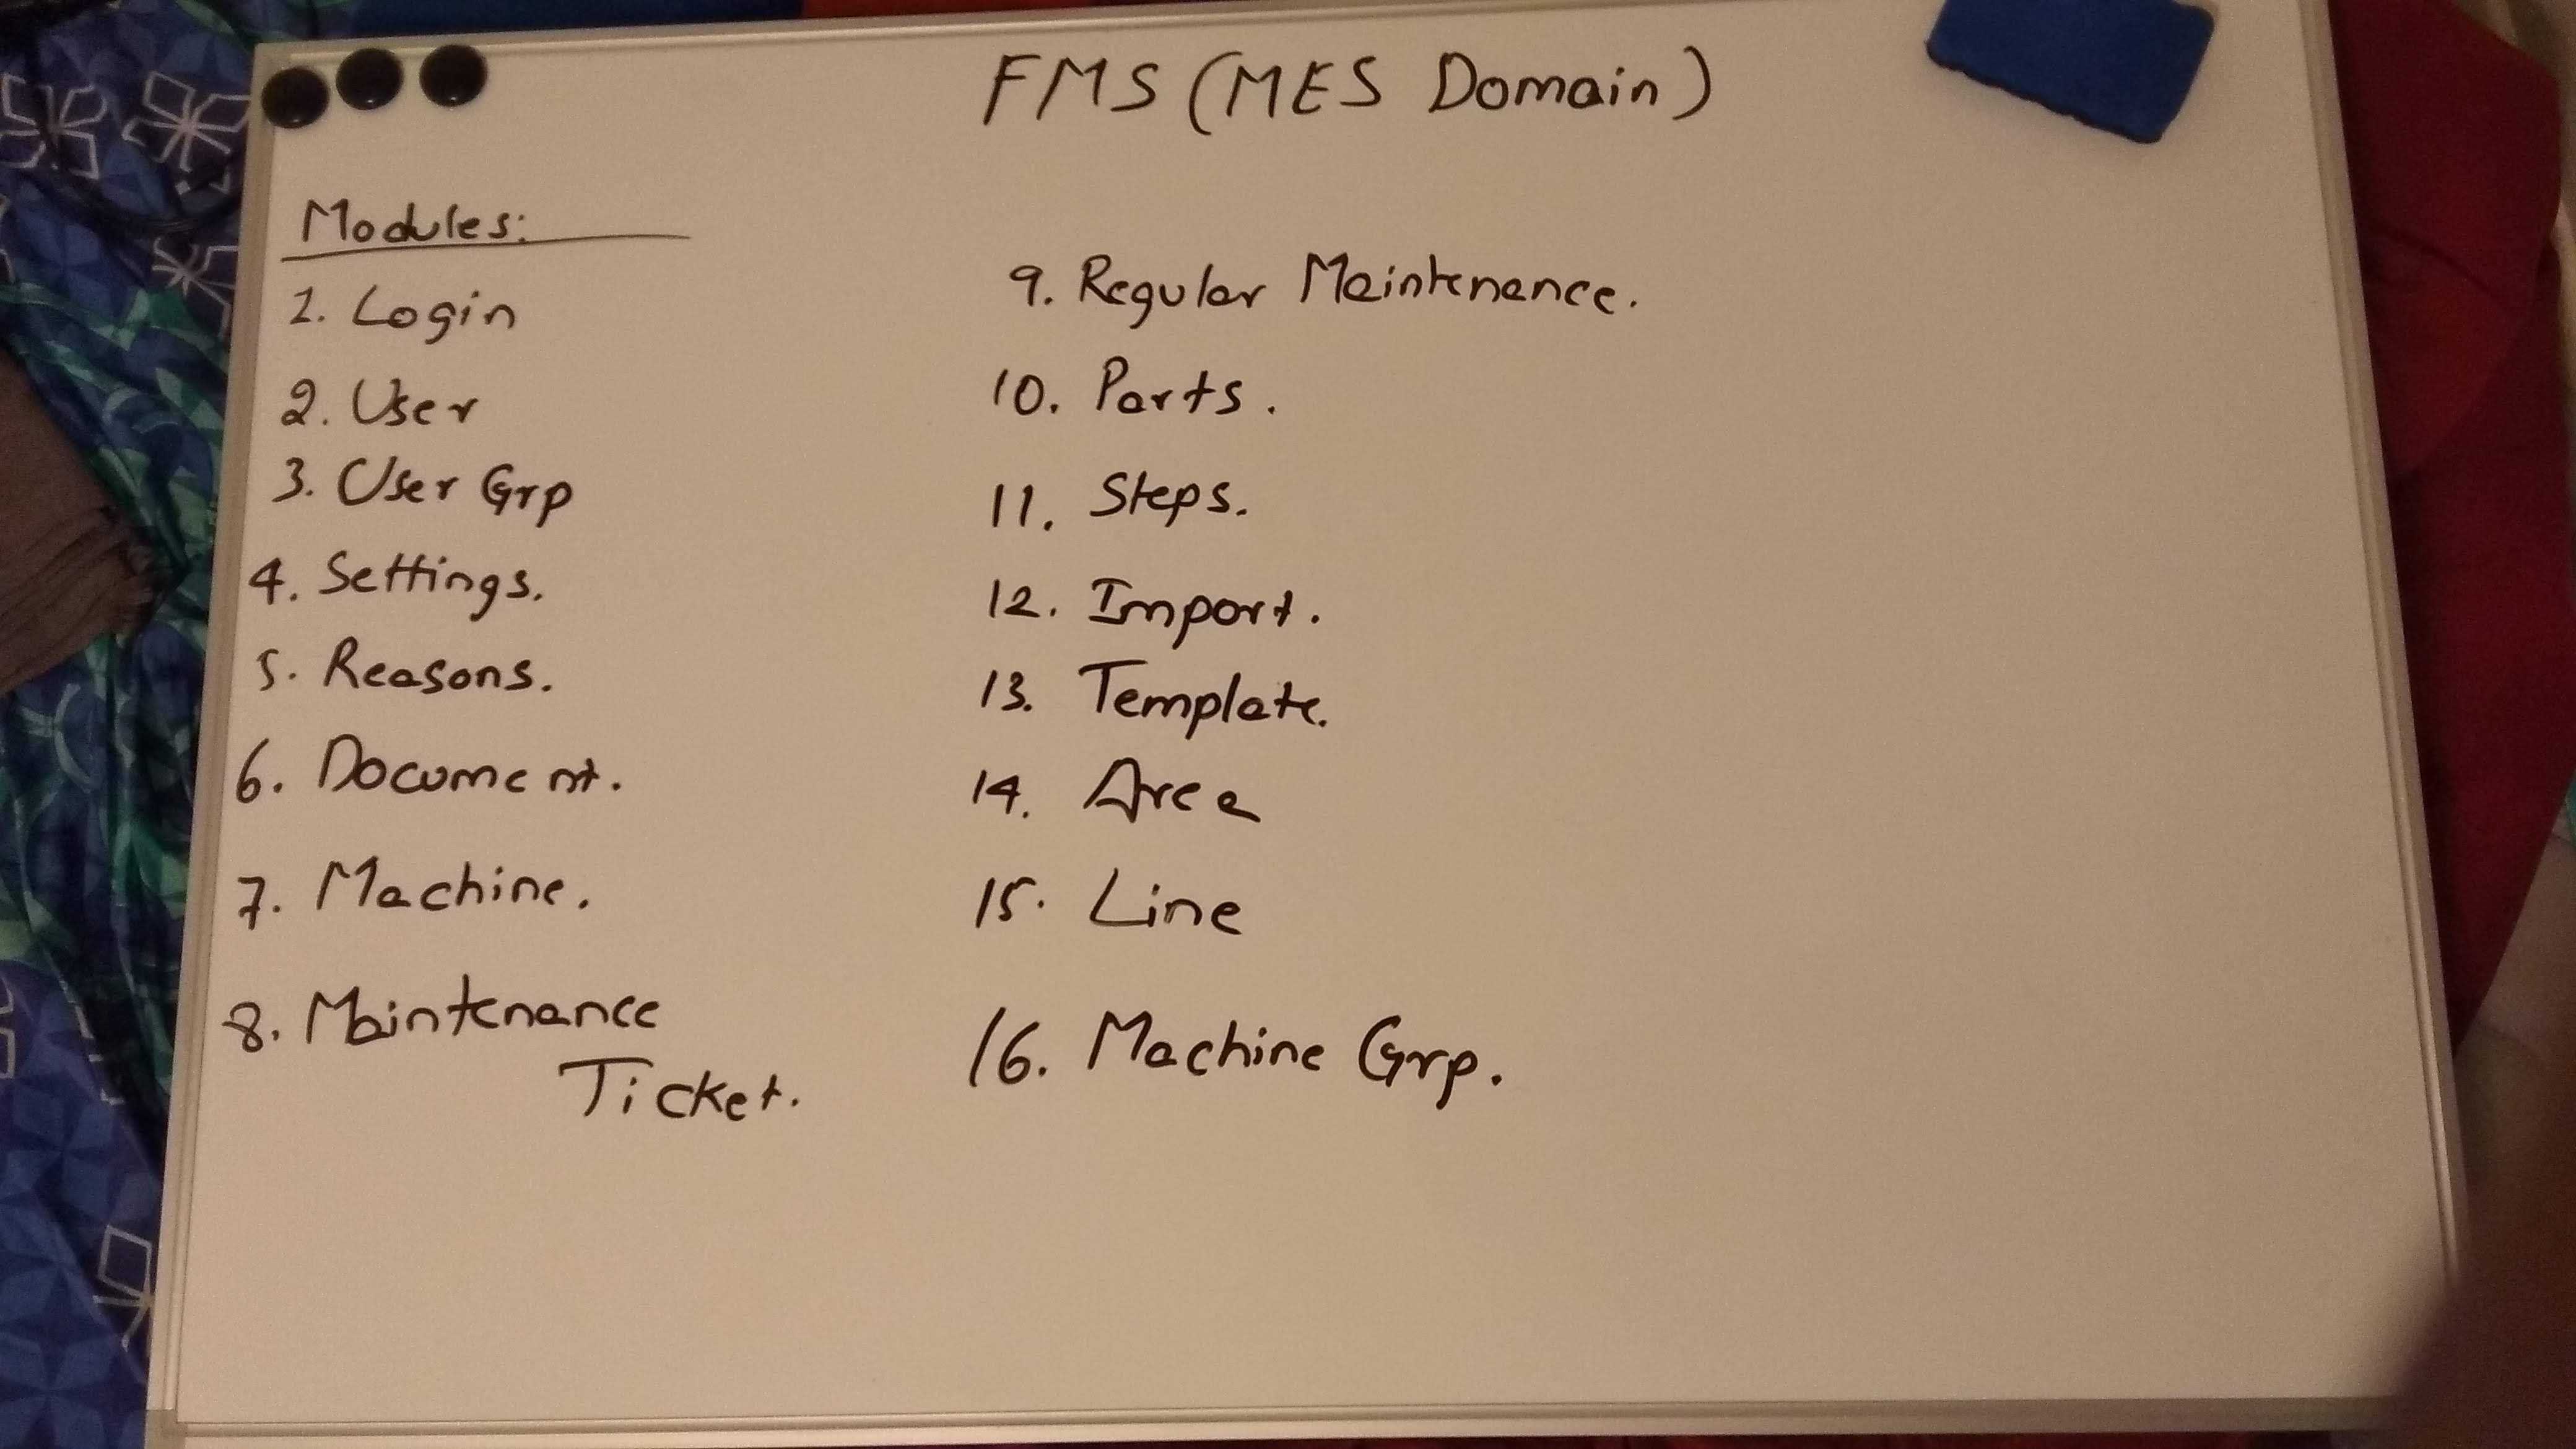 FMS (MES Domain)
Modules:
1. Login
2. User
3. User Grp
4. Settings.
5. Reasons.
6. Document.
7. Machine.
8. Maintenance
Ticket.
9. Regular Maintenance.
10. Parts.
11. Steps.
12. Import.
13. Template.
14. Area
15. Line
16. Machine Grp.